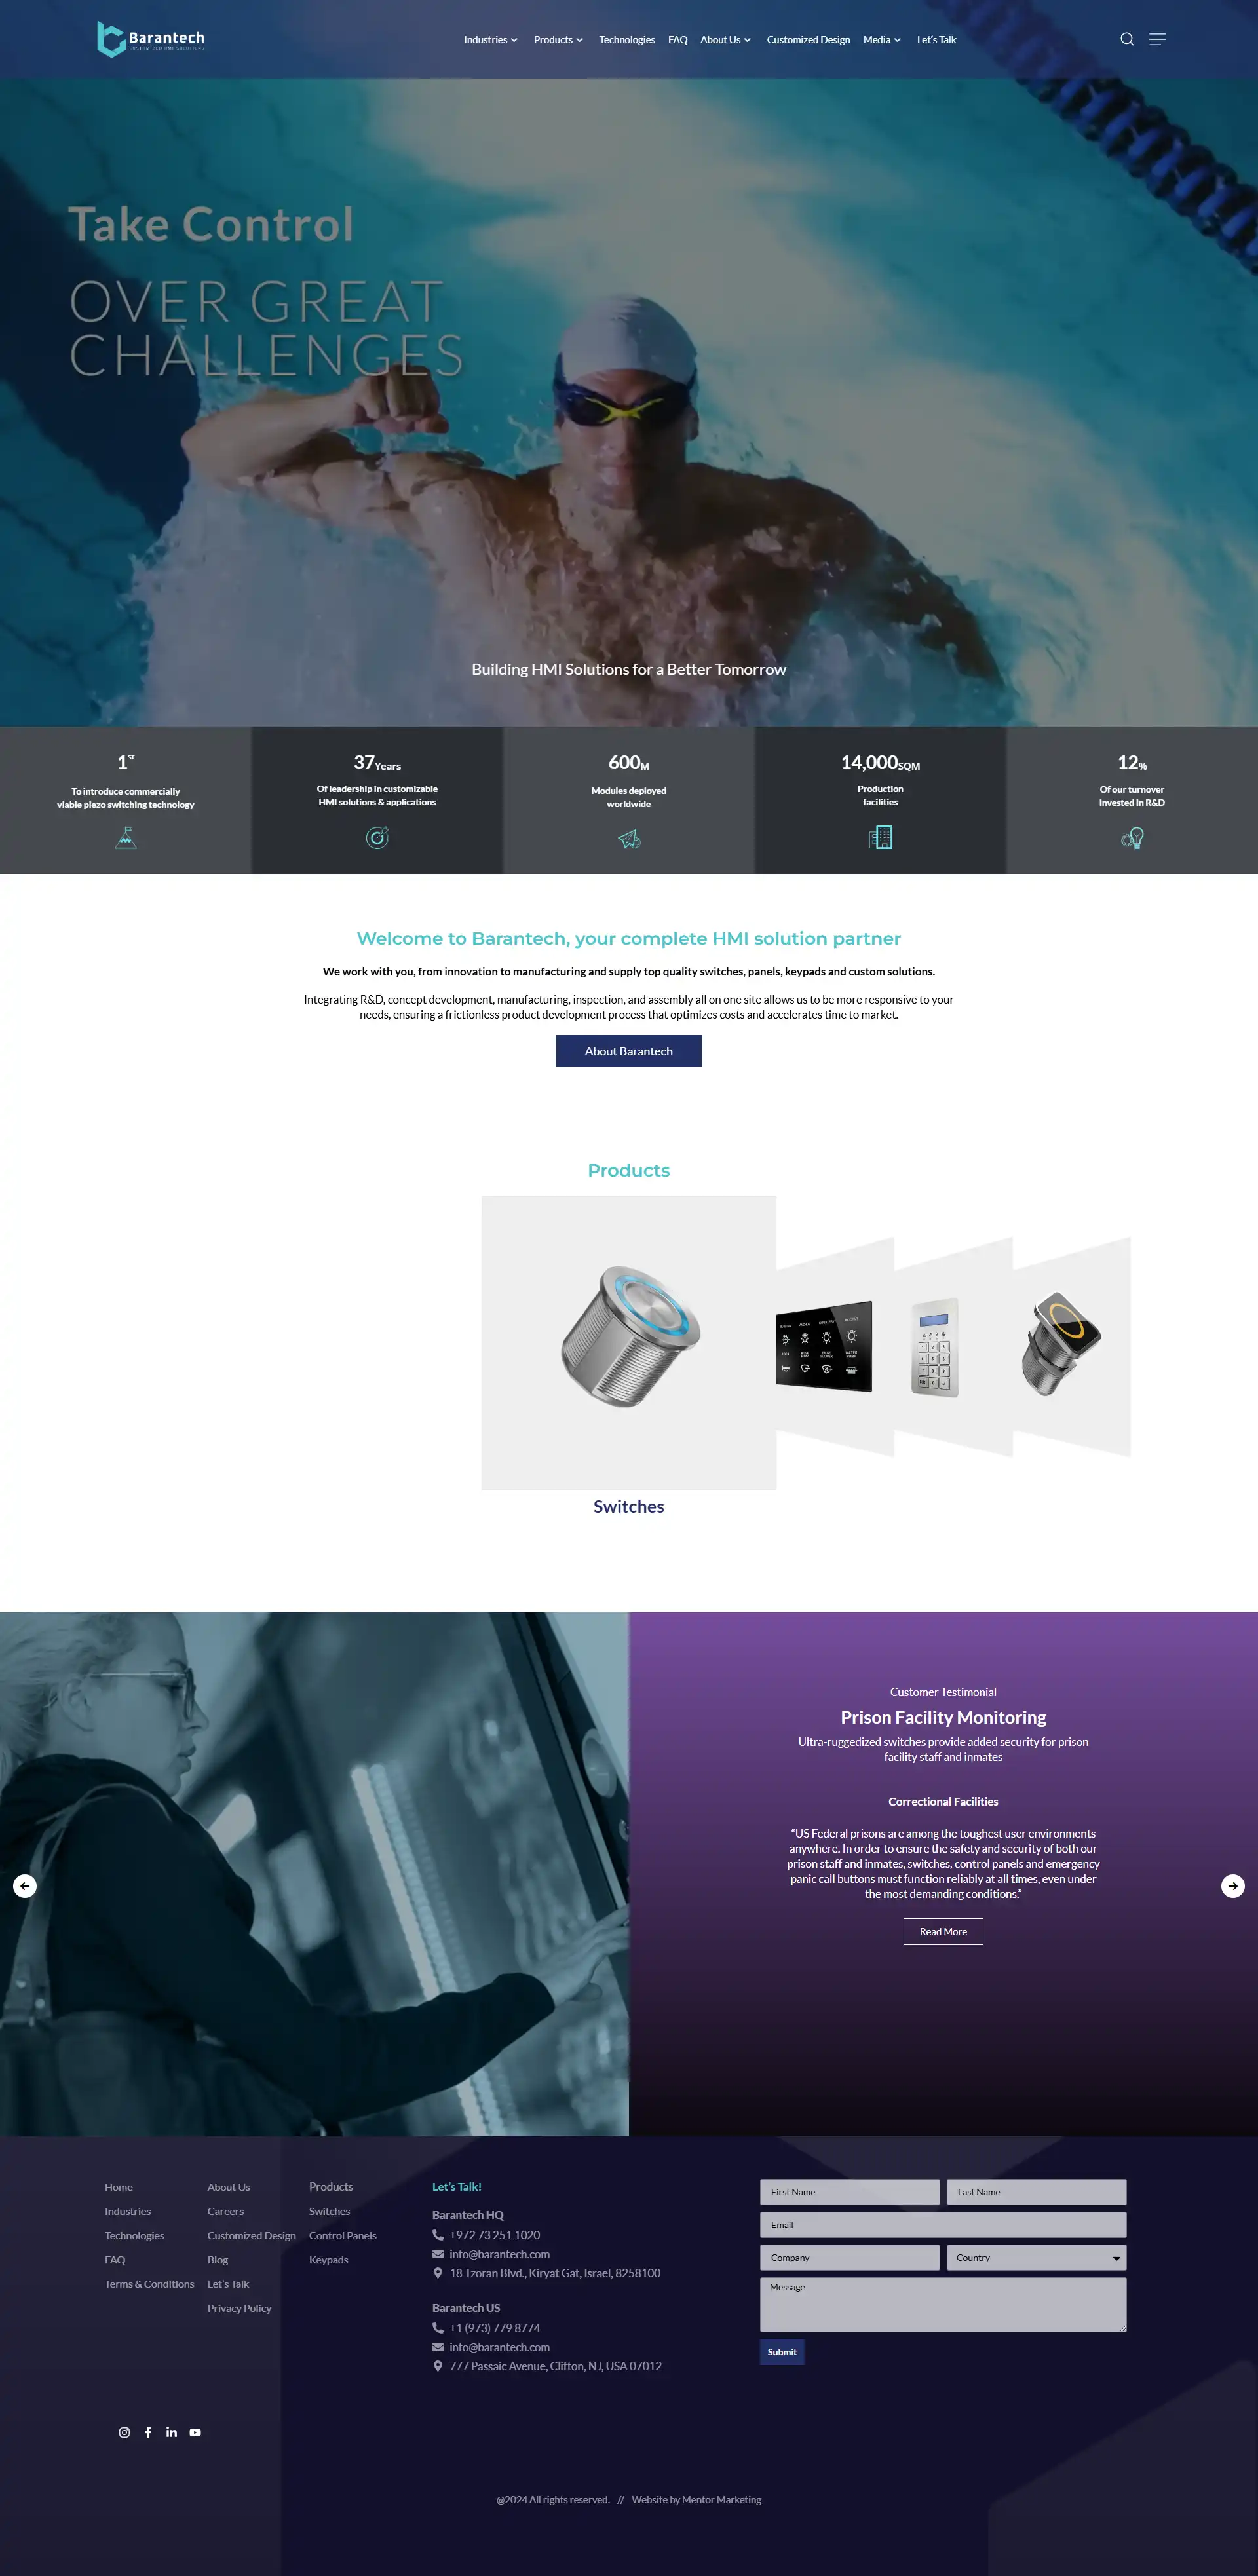 Barantech
CUSTOMIZED HMI SOLUTIONS
Industries
Products
Technologies
FAQ
About Us
Customized Design
Media
Let's Talk
Take Control
OVER GREAT
CHALLENGES
Building HMI Solutions for a Better Tomorrow
1st
To introduce commercially
viable piezo switching technology
37Years
Of leadership in customizable
HMI solutions & applications
600M
Modules deployed
worldwide
14,000SQM
Production
facilities
12%
Of our turnover
invested in R&D
Welcome to Barantech, your complete HMI solution partner
We work with you, from innovation to manufacturing and supply top quality switches, panels, keypads and custom solutions.
Integrating R&D, concept development, manufacturing, inspection, and assembly all on one site allows us to be more responsive to your
needs, ensuring a frictionless product development process that optimizes costs and accelerates time to market.
About Barantech
Products
Switches
Customer Testimonial
Prison Facility Monitoring
Ultra-ruggedized switches provide added security for prison
facility staff and inmates
Correctional Facilities
“US Federal prisons are among the toughest user environments
anywhere. In order to ensure the safety and security of both our
prison staff and inmates, switches, control panels and emergency
panic call buttons must function reliably at all times, even under
the most demanding conditions.”
Read More
Home
Industries
Technologies
FAQ
Terms & Conditions
About Us
Careers
Customized Design
Blog
Let's Talk
Privacy Policy
Products
Switches
Control Panels
Keypads
Let's Talk!
Barantech HQ
+972 73 251 1020
info@barantech.com
18 Tzoran Blvd., Kiryat Gat, Israel, 8258100
Barantech US
+1 (973) 779 8774
info@barantech.com
777 Passaic Avenue, Clifton, NJ, USA 07012
First Name
Last Name
Email
Company
Country
Message
Submit
@2024 All rights reserved. // Website by Mentor Marketing